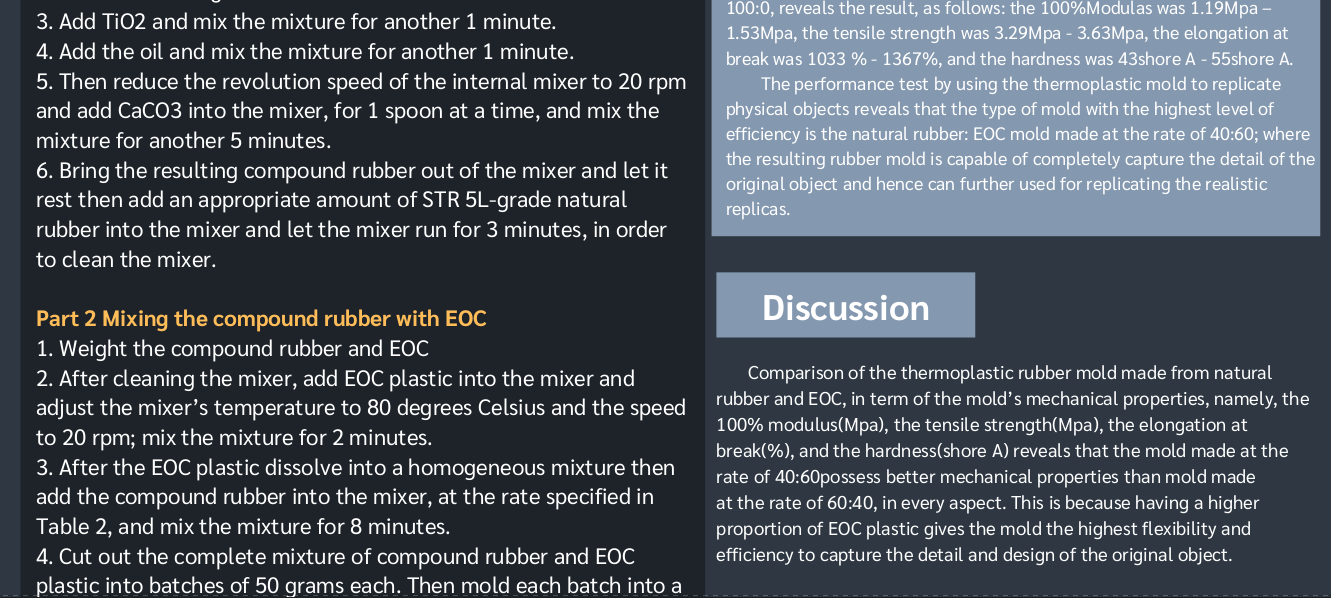 3. Add TiO2 and mix the mixture for another 1 minute.
4. Add the oil and mix the mixture for another 1 minute.
5. Then reduce the revolution speed of the internal mixer to 20 rpm
and add CaCO3 into the mixer, for 1 spoon at a time, and mix the
mixture for another 5 minutes.
6. Bring the resulting compound rubber out of the mixer and let it
rest then add an appropriate amount of STR 5L-grade natural
rubber into the mixer and let the mixer run for 3 minutes, in order
to clean the mixer.
Part 2 Mixing the compound rubber with EOC
1. Weight the compound rubber and EOC
2. After cleaning the mixer, add EOC plastic into the mixer and
adjust the mixer's temperature to 80 degrees Celsius and the speed
to 20 rpm; mix the mixture for 2 minutes.
3. After the EOC plastic dissolve into a homogeneous mixture then
add the compound rubber into the mixer, at the rate specified in
Table 2, and mix the mixture for 8 minutes.
4. Cut out the complete mixture of compound rubber and EOC
plastic into batches of 50 grams each. Then mold each batch into a
100:0, reveals the result, as follows: the 100%Modulas was 1.19Mpa –
1.53Mpa, the tensile strength was 3.29Mpa - 3.63Mpa, the elongation at
break was 1033 % - 1367%, and the hardness was 43shore A - 55shore A.
The performance test by using the thermoplastic mold to replicate
physical objects reveals that the type of mold with the highest level of
efficiency is the natural rubber: EOC mold made at the rate of 40:60; where
the resulting rubber mold is capable of completely capture the detail of the
original object and hence can further used for replicating the realistic
replicas.
Discussion
Comparison of the thermoplastic rubber mold made from natural
rubber and EOC, in term of the mold's mechanical properties, namely, the
100% modulus(Mpa), the tensile strength(Mpa), the elongation at
break(%), and the hardness(shore A) reveals that the mold made at the
rate of 40:60possess better mechanical properties than mold made
at the rate of 60:40, in every aspect. This is because having a higher
proportion of EOC plastic gives the mold the highest flexibility and
efficiency to capture the detail and design of the original object.